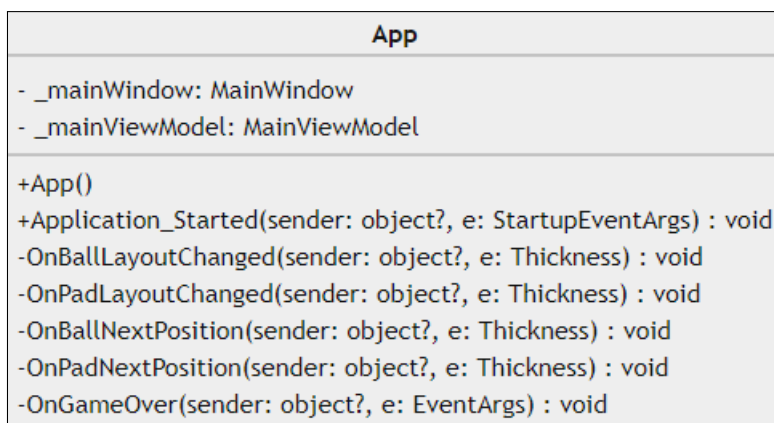 App
- _mainWindow: MainWindow
- _mainViewModel: MainViewModel
+App()
+Application_Started(sender: object?, e: StartupEventArgs) : void
-OnBallLayoutChanged(sender: object?, e: Thickness) : void
-OnPadLayoutChanged(sender: object?, e: Thickness) : void
-OnBallNextPosition(sender: object?, e: Thickness) : void
-OnPadNextPosition(sender: object?, e: Thickness) : void
-OnGameOver(sender: object?, e: EventArgs) : void